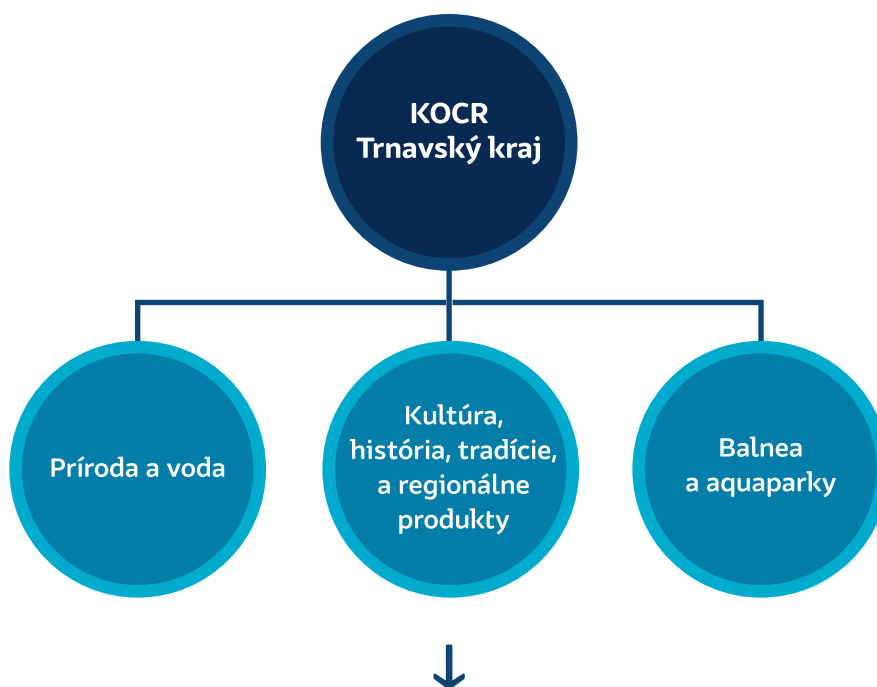 KOCR
Trnavský kraj
Príroda a voda
Kultúra,
história, tradície,
a regionálne
produkty
Balnea
a aquaparky